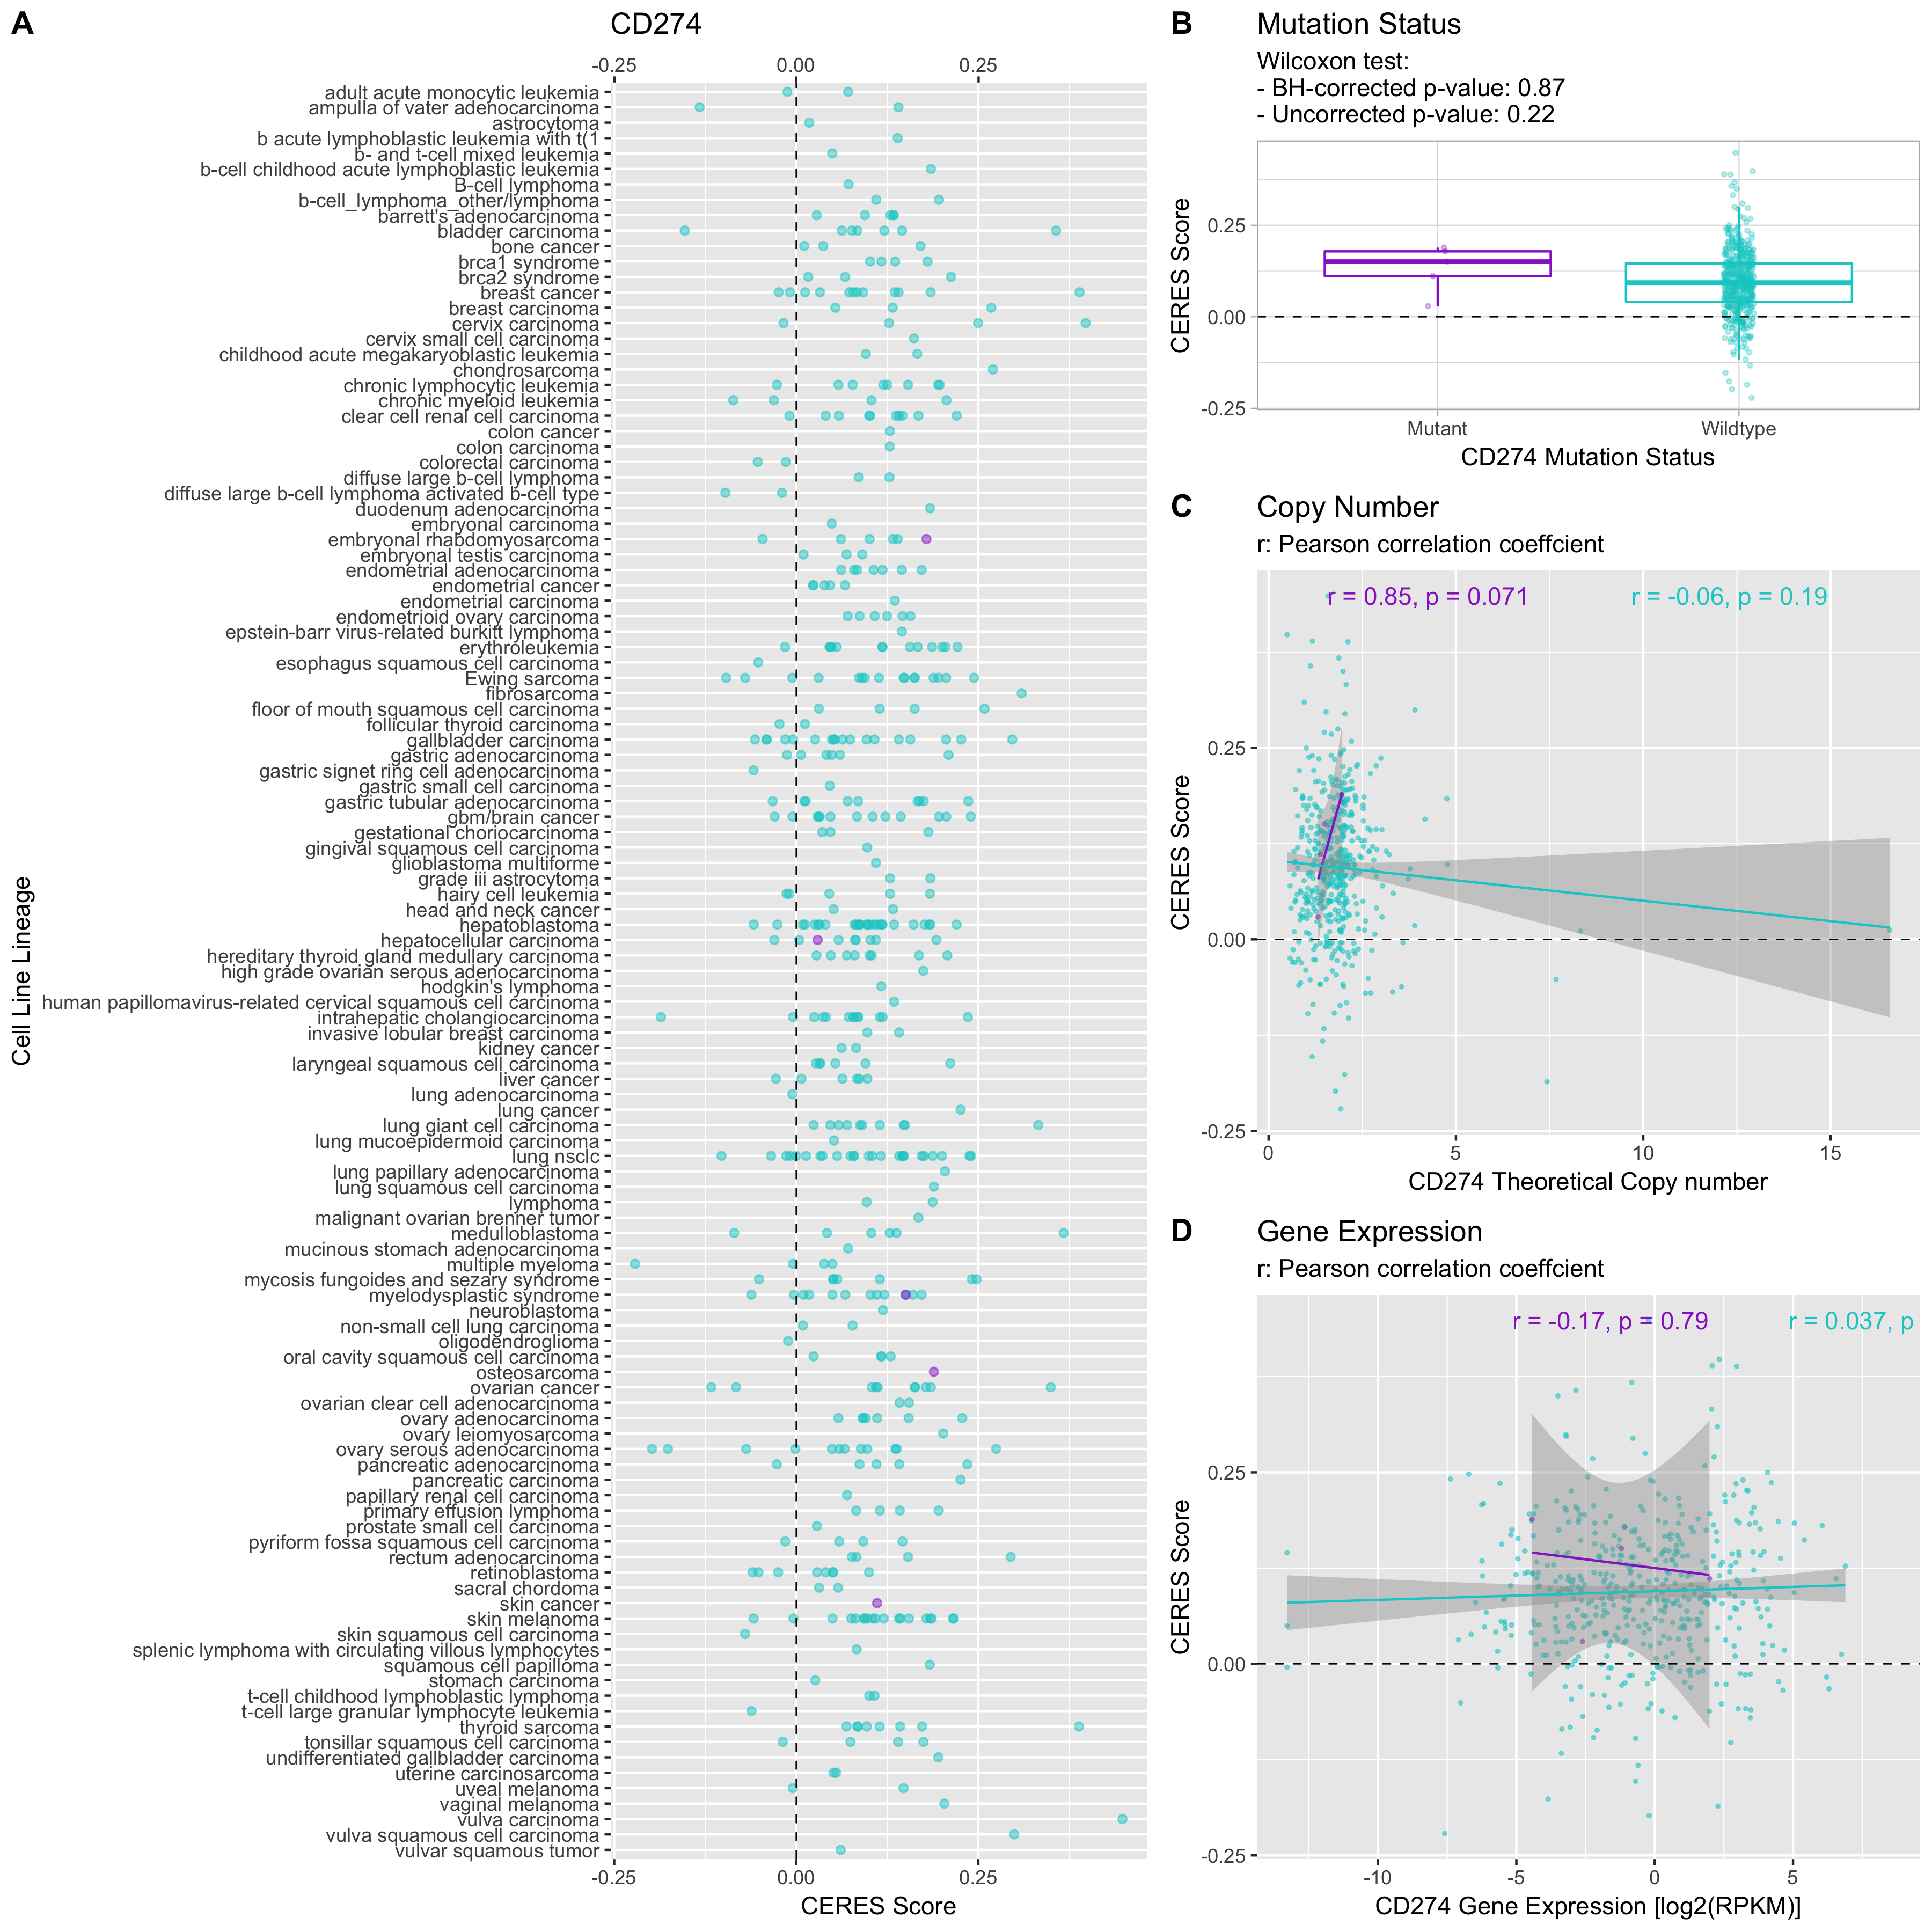 A
CD274
-0.25 0.00 0.25
adult acute monocytic leukemia
ampulla of vater adenocarcinoma
astrocytoma
b acute lymphoblastic leukemia with t(1
b- and t-cell mixed leukemia
b-cell childhood acute lymphoblastic leukemia
B-cell lymphoma
b-cell_lymphoma_other/lymphoma
barrett's adenocarcinoma
bladder carcinoma
bone cancer
brca1 syndrome
brca2 syndrome
breast cancer
breast carcinoma
cervix carcinoma
cervix small cell carcinoma
childhood acute megakaryoblastic leukemia
chondrosarcoma
chronic lymphocytic leukemia
chronic myeloid leukemia
clear cell renal cell carcinoma
colon cancer
colon carcinoma
colorectal carcinoma
diffuse large b-cell lymphoma
diffuse large b-cell lymphoma activated b-cell type
duodenum adenocarcinoma
embryonal carcinoma
embryonal rhabdomyosarcoma
embryonal testis carcinoma
endometrial adenocarcinoma
endometrial cancer
endometrial carcinoma
endometrioid ovary carcinoma
epstein-barr virus-related burkitt lymphoma
erythroleukemia
esophagus squamous cell carcinoma
Ewing sarcoma
fibrosarcoma
floor of mouth squamous cell carcinoma
follicular thyroid carcinoma
gallbladder carcinoma
gastric adenocarcinoma
gastric signet ring cell adenocarcinoma
gastric small cell carcinoma
gastric tubular adenocarcinoma
gbm/brain cancer
gestational choriocarcinoma
gingival squamous cell carcinoma
glioblastoma multiforme
grade iii astrocytoma
hairy cell leukemia
head and neck cancer
hepatoblastoma
hepatocellular carcinoma
hereditary thyroid gland medullary carcinoma
high grade ovarian serous adenocarcinoma
hodgkin's lymphoma
human papillomavirus-related cervical squamous cell carcinoma
intrahepatic cholangiocarcinoma
invasive lobular breast carcinoma
kidney cancer
laryngeal squamous cell carcinoma
liver cancer
lung adenocarcinoma
lung cancer
lung giant cell carcinoma
lung mucoepidermoid carcinoma
lung nsclc
lung papillary adenocarcinoma
lung squamous cell carcinoma
lymphoma
malignant ovarian brenner tumor
medulloblastoma
mucinous stomach adenocarcinoma
multiple myeloma
mycosis fungoides and sezary syndrome
myelodysplastic syndrome
neuroblastoma
non-small cell lung carcinoma
oligodendroglioma
oral cavity squamous cell carcinoma
osteosarcoma
ovarian cancer
ovarian clear cell adenocarcinoma
ovary adenocarcinoma
ovary leiomyosarcoma
ovary serous adenocarcinoma
pancreatic adenocarcinoma
pancreatic carcinoma
papillary renal cell carcinoma
primary effusion lymphoma
prostate small cell carcinoma
pyriform fossa squamous cell carcinoma
rectum adenocarcinoma
retinoblastoma
sacral chordoma
skin cancer
skin melanoma
skin squamous cell carcinoma
splenic lymphoma with circulating villous lymphocytes
squamous cell papilloma
stomach carcinoma
t-cell childhood lymphoblastic lymphoma
t-cell large granular lymphocyte leukemia
thyroid sarcoma
tonsillar squamous cell carcinoma
undifferentiated gallbladder carcinoma
uterine carcinosarcoma
uveal melanoma
vaginal melanoma
vulva carcinoma
vulva squamous cell carcinoma
vulvar squamous tumor
-0.25 0.00 0.25
CERES Score
Cell Line Lineage
B
Mutation Status
Wilcoxon test:
- BH-corrected p-value: 0.87
- Uncorrected p-value: 0.22
0.25
0.00
-0.25
CERES Score
Mutant Wildtype
CD274 Mutation Status
C
Copy Number
r: Pearson correlation coeffcient
r = 0.85, p = 0.071 r = -0.06, p = 0.19
0.25
0.00
-0.25
CERES Score
0 5 10 15
CD274 Theoretical Copy number
D
Gene Expression
r: Pearson correlation coeffcient
r = -0.17, p = 0.79 r = 0.037, p
0.25
0.00
-0.25
CERES Score
-10 -5 0 5
CD274 Gene Expression [log2(RPKM)]